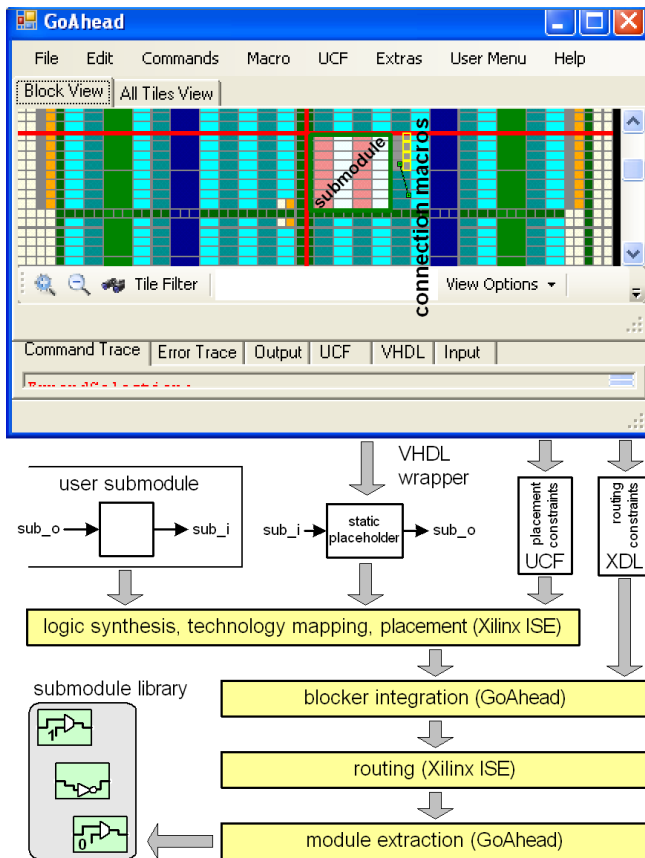 GoAhead
File Edit Commands Macro UCF Extras User Menu Help
Block View All Tiles View
submodule
connection macros
Tile Filter View Options
Command Trace Error Trace Output UCF VHDL Input
VHDL
wrapper
user submodule
sub_o sub_i
sub_i static
placeholder sub_o
placement
constraints
UCF
routing
constraints
XDL
logic synthesis, technology mapping, placement (Xilinx ISE)
submodule library
blocker integration (GoAhead)
1
routing (Xilinx ISE)
0
module extraction (GoAhead)